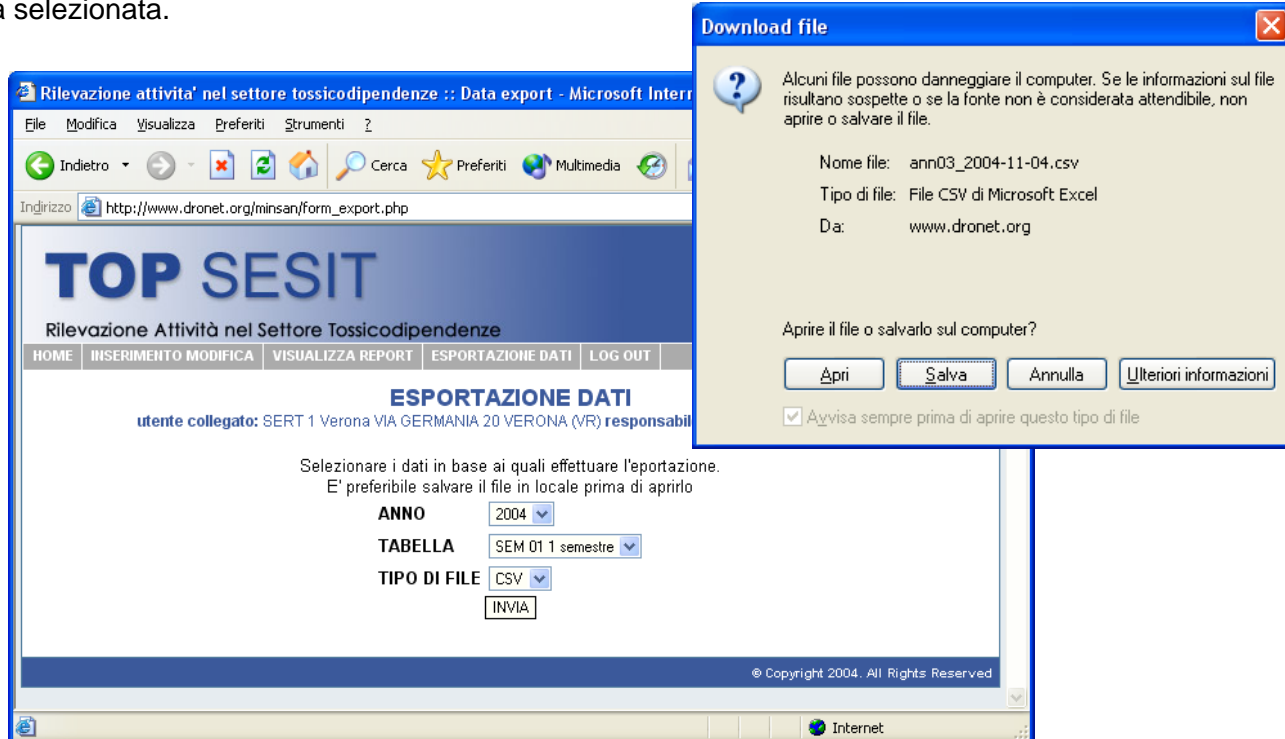 a selezionata.
Download file
Alcuni file possono danneggiare il computer. Se le informazioni sul file
risultano sospette o se la fonte non è considerata attendibile, non
aprire o salvare il file.
Nome file: ann03_2004-11-04.csv
Tipo di file: File CSV di Microsoft Excel
Da: www.dronet.org
Aprire il file o salvarlo sul computer?
Apri Salva Annulla Ulteriori informazioni
Avvisa sempre prima di aprire questo tipo di file
Rilevazione attivita' nel settore tossicodipendenze :: Data export - Microsoft Interr
File Modifica Visualizza Preferiti Strumenti ?
Indietro Cerca Preferiti Multimedia
Indirizzo http://www.dronet.org/minsan/form_export.php
TOP SESIT
Rilevazione Attività nel Settore Tossicodipendenze
HOME INSERIMENTO MODIFICA VISUALIZZA REPORT ESPORTAZIONE DATI LOG OUT
ESPORTAZIONE DATI
utente collegato: SERT 1 Verona VIA GERMANIA 20 VERONA (VR) responsabil
Selezionare i dati in base ai quali effettuare l'eportazione.
E' preferibile salvare il file in locale prima di aprirlo
ANNO 2004
TABELLA SEM 01 1 semestre
TIPO DI FILE CSV
INVIA
© Copyright 2004. All Rights Reserved
Internet